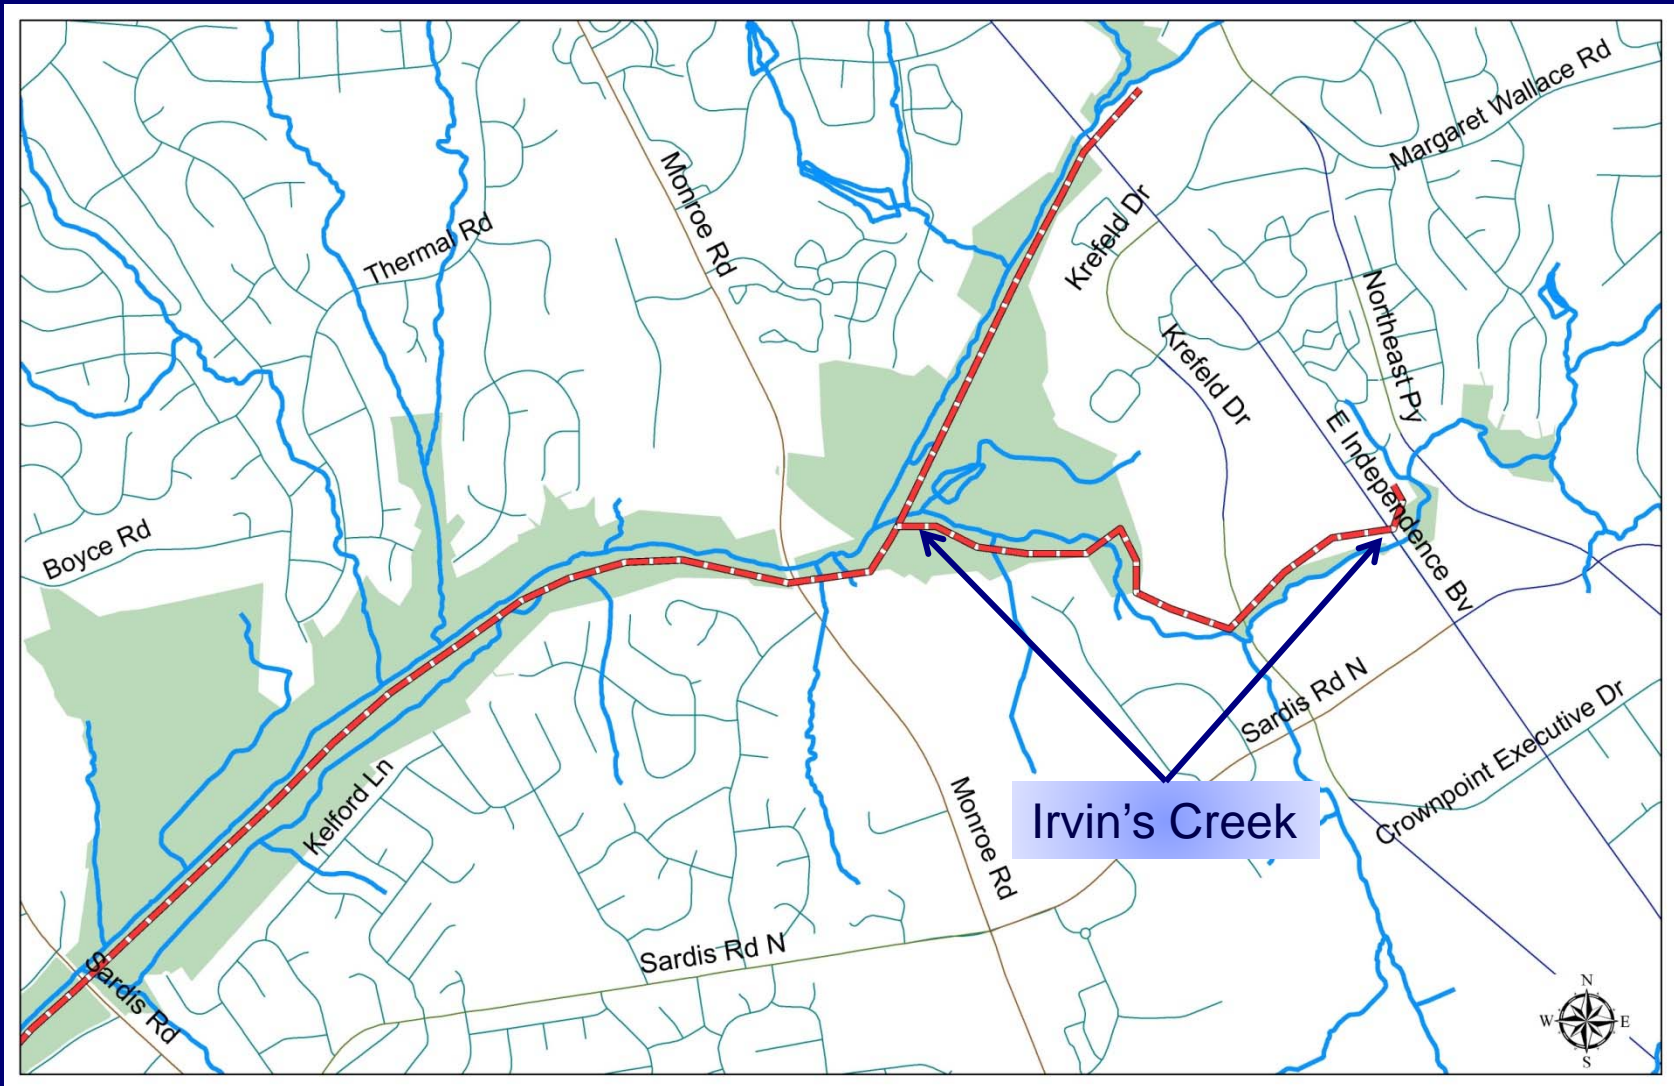 Margaret Wallace Rd
Monroe Rd
Thermal Rd
Krefeld Dr
Northeast Py
Krefeld Dr
E Independence Bv
Boyce Rd
Sardis Rd N
Crownpoint Executive Dr
Kelford Ln
Irvin's Creek
Monroe Rd
Sardis Rd N
Sardis Rd
N
W
E
S